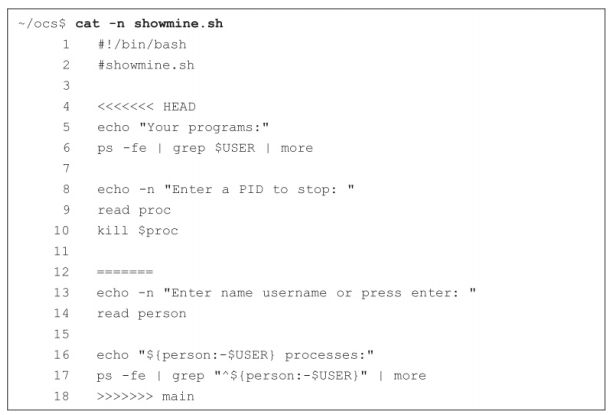 ~/ocs$ cat -n showmine.sh
1 #!/bin/bash
2 #showmine.sh
3
4 <<<<<<< HEAD
5 echo "Your programs:"
6 ps -fe | grep $USER | more
7
8 echo -n "Enter a PID to stop: "
9 read proc
10 kill $proc
11
12 =======
13 echo -n "Enter name username or press enter: "
14 read person
15
16 echo "${person:-$USER} processes:"
17 ps -fe | grep "^${person:-$USER}" | more
18 >>>>>>> main